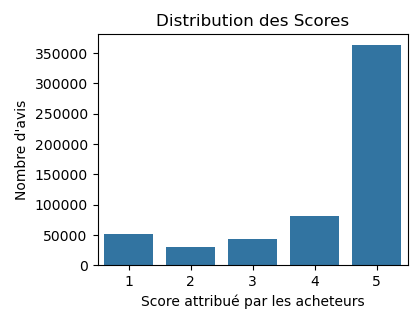 Distribution des Scores
Nombre d'avis
350000
300000
250000
200000
150000
100000
50000
0
1 2 3 4 5
Score attribué par les acheteurs